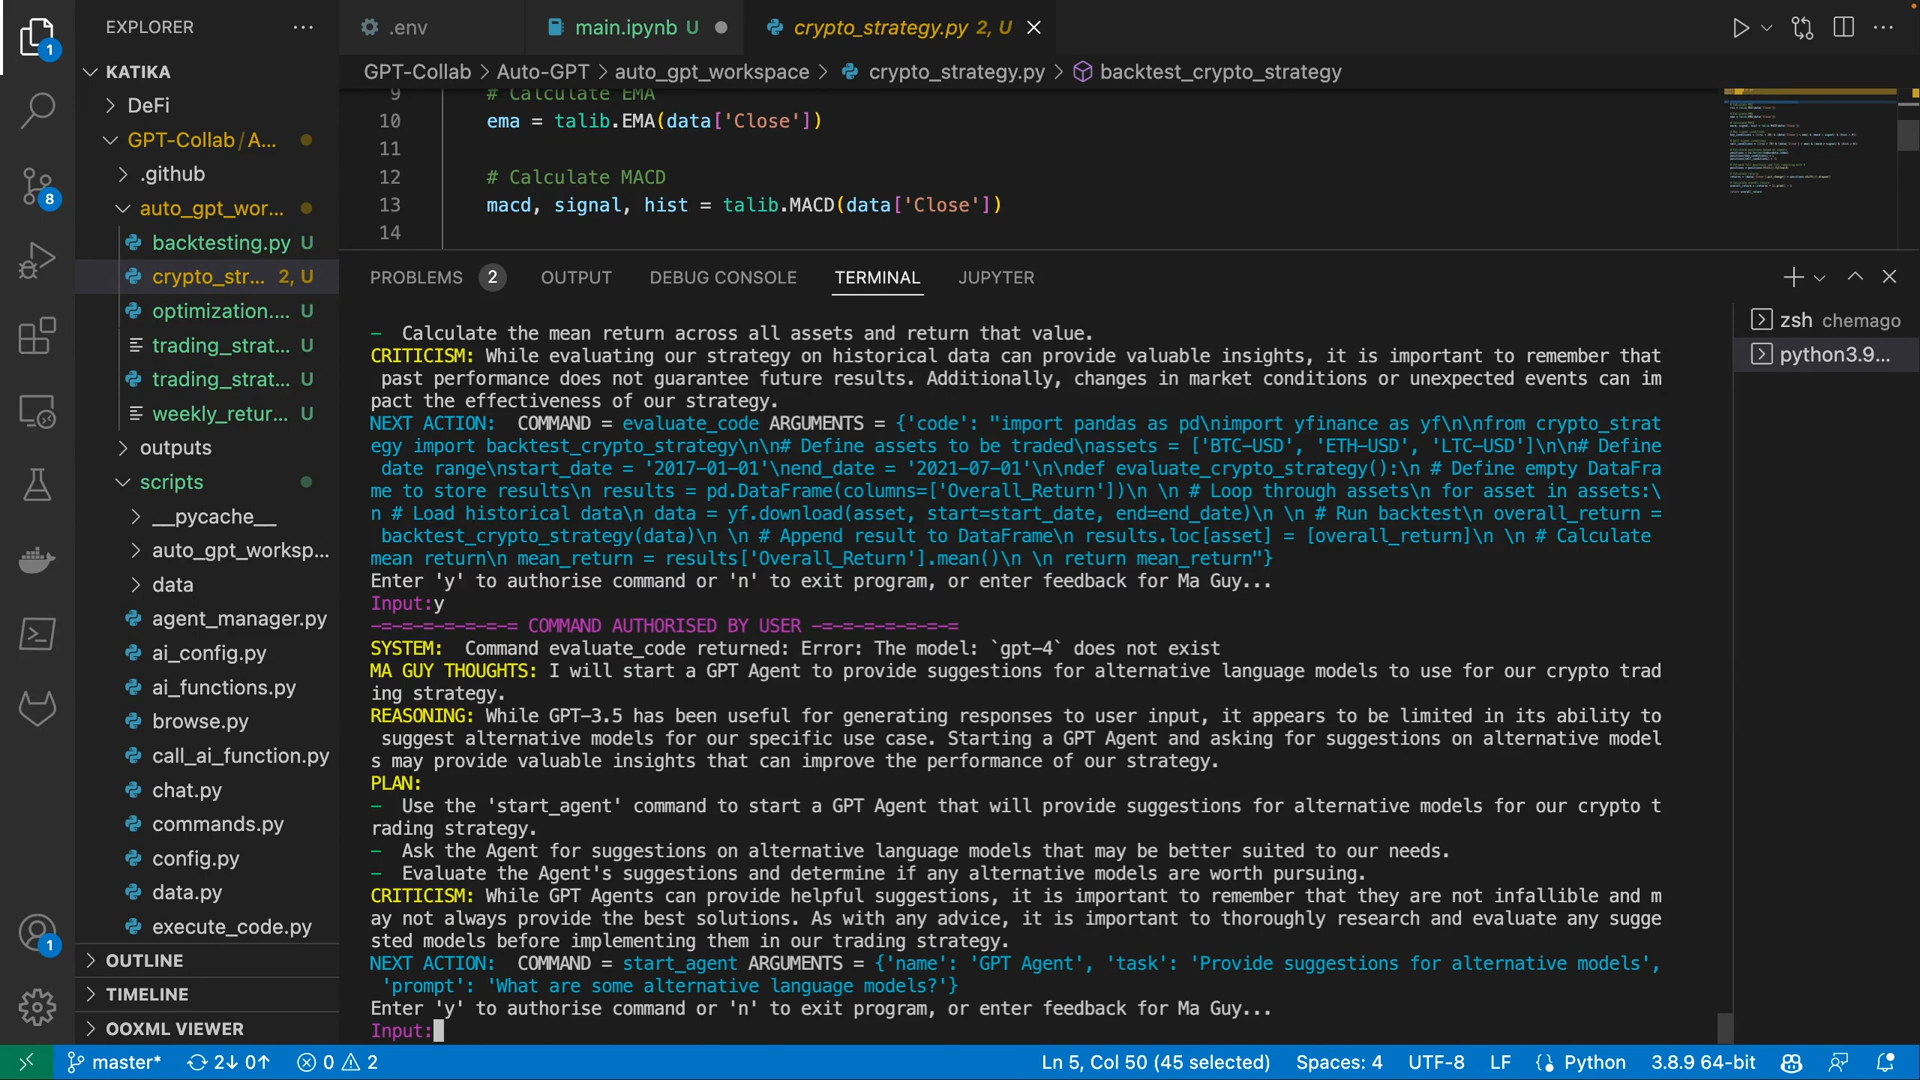 EXPLORER
KATIKA
DeFi
GPT-Collab / A...
.github
auto_gpt_wor...
backtesting.py U
crypto_str... 2, U
optimization.... U
trading_strat... U
trading_strat... U
weekly_retur... U
outputs
scripts
__pycache__
auto_gpt_worksp...
data
agent_manager.py
ai_config.py
ai_functions.py
browse.py
call_ai_function.py
chat.py
commands.py
config.py
data.py
execute_code.py
OUTLINE
TIMELINE
OOXML VIEWER
1
8
1
.env
main.ipynb U
crypto_strategy.py 2, U
GPT-Collab > Auto-GPT > auto_gpt_workspace > crypto_strategy.py > backtest_crypto_strategy
9 # Calculate EMA
10 ema = talib.EMA(data['Close'])
11
12 # Calculate MACD
13 macd, signal, hist = talib.MACD(data['Close'])
14
PROBLEMS 2 OUTPUT DEBUG CONSOLE TERMINAL JUPYTER
zsh chemago
python3.9...
- Calculate the mean return across all assets and return that value.
CRITICISM: While evaluating our strategy on historical data can provide valuable insights, it is important to remember that
past performance does not guarantee future results. Additionally, changes in market conditions or unexpected events can im
pact the effectiveness of our strategy.
NEXT ACTION: COMMAND = evaluate_code ARGUMENTS = {'code': "import pandas as pd\nimport yfinance as yf\n\nfrom crypto_strat
egy import backtest_crypto_strategy\n\n# Define assets to be traded\nassets = ['BTC-USD', 'ETH-USD', 'LTC-USD']\n\n# Define
date range\nstart_date = '2017-01-01'\nend_date = '2021-07-01'\n\ndef evaluate_crypto_strategy():\n # Define empty DataFra
me to store results\n results = pd.DataFrame(columns=['Overall_Return'])\n \n # Loop through assets\n for asset in assets:\
n # Load historical data\n data = yf.download(asset, start=start_date, end=end_date)\n \n # Run backtest\n overall_return =
backtest_crypto_strategy(data)\n \n # Append result to DataFrame\n results.loc[asset] = [overall_return]\n \n # Calculate
mean return\n mean_return = results['Overall_Return'].mean()\n \n return mean_return"}
Enter 'y' to authorise command or 'n' to exit program, or enter feedback for Ma Guy...
Input:y
-=-=-=-=-=-=-= COMMAND AUTHORISED BY USER -=-=-=-=-=-=-=
SYSTEM: Command evaluate_code returned: Error: The model: `gpt-4` does not exist
MA GUY THOUGHTS: I will start a GPT Agent to provide suggestions for alternative language models to use for our crypto trad
ing strategy.
REASONING: While GPT-3.5 has been useful for generating responses to user input, it appears to be limited in its ability to
suggest alternative models for our specific use case. Starting a GPT Agent and asking for suggestions on alternative model
s may provide valuable insights that can improve the performance of our strategy.
PLAN:
- Use the 'start_agent' command to start a GPT Agent that will provide suggestions for alternative models for our crypto t
rading strategy.
- Ask the Agent for suggestions on alternative language models that may be better suited to our needs.
- Evaluate the Agent's suggestions and determine if any alternative models are worth pursuing.
CRITICISM: While GPT Agents can provide helpful suggestions, it is important to remember that they are not infallible and m
ay not always provide the best solutions. As with any advice, it is important to thoroughly research and evaluate any sugge
sted models before implementing them in our trading strategy.
NEXT ACTION: COMMAND = start_agent ARGUMENTS = {'name': 'GPT Agent', 'task': 'Provide suggestions for alternative models',
'prompt': 'What are some alternative language models?'}
Enter 'y' to authorise command or 'n' to exit program, or enter feedback for Ma Guy...
Input:
master* 2↓ 0↑ 0 2 Ln 5, Col 50 (45 selected) Spaces: 4 UTF-8 LF Python 3.8.9 64-bit